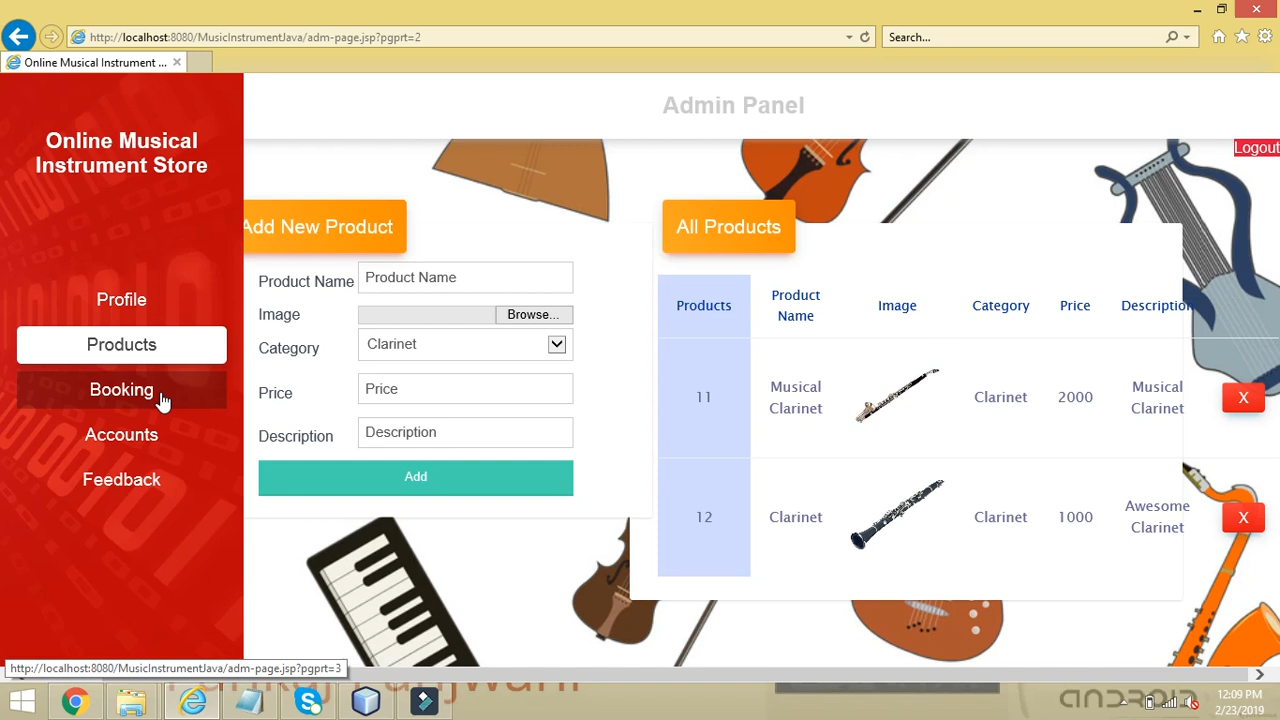 http://localhost:8080/MusicInstrumentJava/adm-page.jsp?pgprt=2
Search...
Online Musical Instrument ...
Online Musical
Instrument Store
Profile
Products
Booking
Accounts
Feedback
Admin Panel
Logout
Add New Product
Product Name
Product Name
Image
Browse...
Category
Clarinet
Price
Price
Description
Description
Add
All Products
Products
Product
Name
Image
Category
Price
Description
11
Musical
Clarinet
Clarinet
2000
Musical
Clarinet
X
12
Clarinet
Clarinet
1000
Awesome
Clarinet
X
http://localhost:8080/MusicInstrumentJava/adm-page.jsp?pgprt=3
ANDROID
12:09 PM
2/23/2019